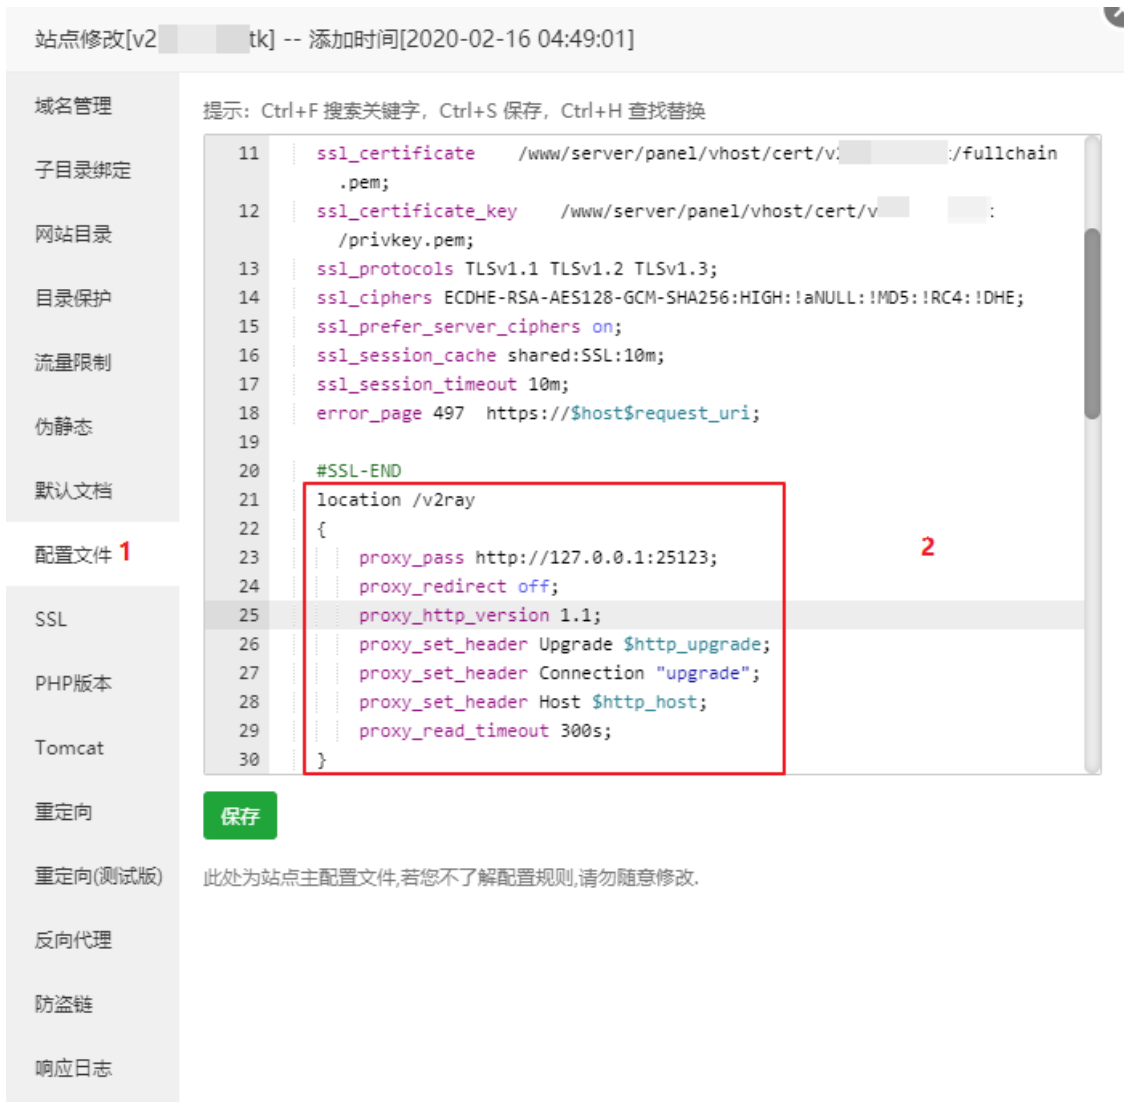 站点修改[v2 tk] -- 添加时间[2020-02-16 04:49:01]
域名管理
子目录绑定
网站目录
目录保护
流量限制
伪静态
默认文档
配置文件 1
SSL
PHP版本
Tomcat
重定向
重定向(测试版)
反向代理
防盗链
响应日志
提示：Ctrl+F 搜索关键字，Ctrl+S 保存，Ctrl+H 查找替换
11 ssl_certificate /www/server/panel/vhost/cert/v /fullchain
.pem;
12 ssl_certificate_key /www/server/panel/vhost/cert/v
/privkey.pem;
13 ssl_protocols TLSv1.1 TLSv1.2 TLSv1.3;
14 ssl_ciphers ECDHE-RSA-AES128-GCM-SHA256:HIGH:!aNULL:!MD5:!RC4:!DHE;
15 ssl_prefer_server_ciphers on;
16 ssl_session_cache shared:SSL:10m;
17 ssl_session_timeout 10m;
18 error_page 497 https://$host$request_uri;
19
20 #SSL-END
21 location /v2ray
22 {
23 proxy_pass http://127.0.0.1:25123;
24 proxy_redirect off;
25 proxy_http_version 1.1;
26 proxy_set_header Upgrade $http_upgrade;
27 proxy_set_header Connection "upgrade";
28 proxy_set_header Host $http_host;
29 proxy_read_timeout 300s;
30 }
2
保存
此处为站点主配置文件,若您不了解配置规则,请勿随意修改.